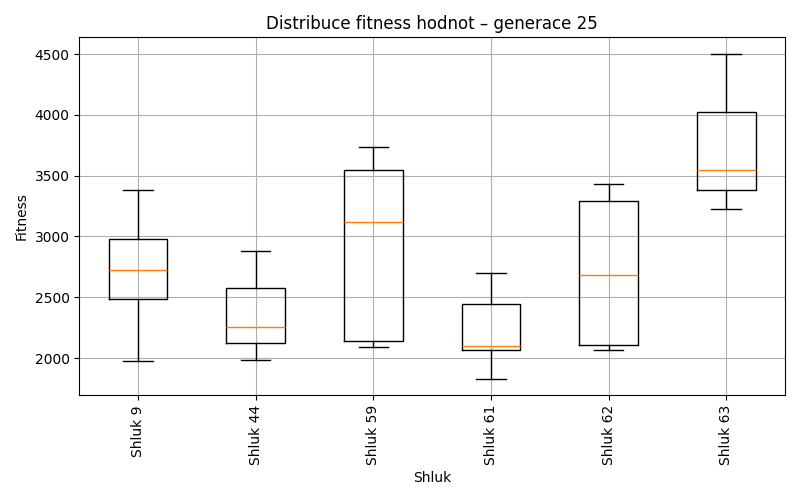 Distribuce fitness hodnot – generace 25
4500
4000
3500
3000
2500
2000
Fitness
Shluk 9
Shluk 44
Shluk 59
Shluk 61
Shluk 62
Shluk 63
Shluk